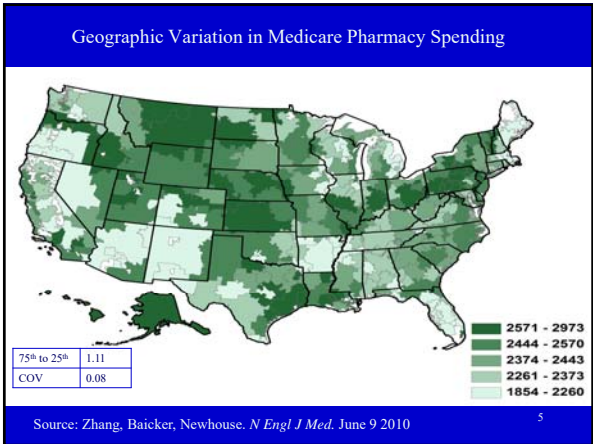 Geographic Variation in Medicare Pharmacy Spending
2571 - 2973
2444 - 2570
2374 - 2443
2261 - 2373
1854 - 2260
75th to 25th 1.11
COV 0.08
Source: Zhang, Baicker, Newhouse. N Engl J Med. June 9 2010
5